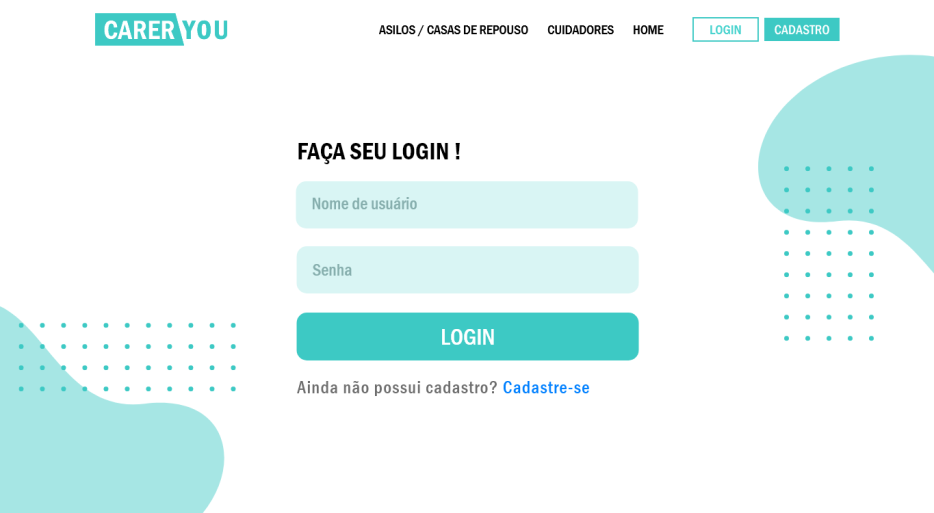 CARER YOU
ASILOS / CASAS DE REPOUSO CUIDADORES HOME LOGIN CADASTRO
FAÇA SEU LOGIN !
Nome de usuário
Senha
LOGIN
Ainda não possui cadastro? Cadastre-se